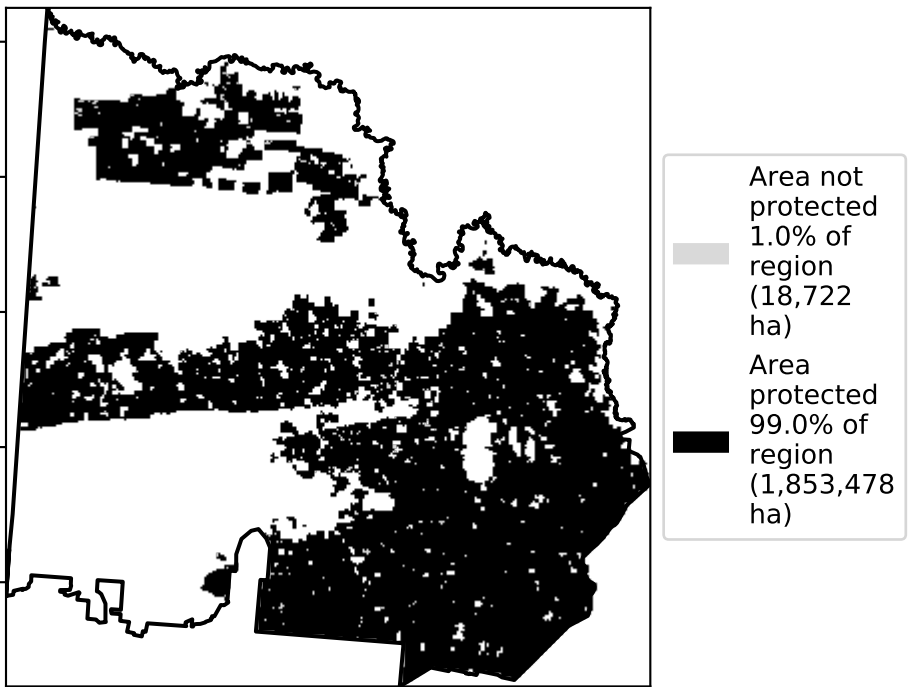 Area not
protected
1.0% of
region
(18,722
ha)
Area
protected
99.0% of
region
(1,853,478
ha)